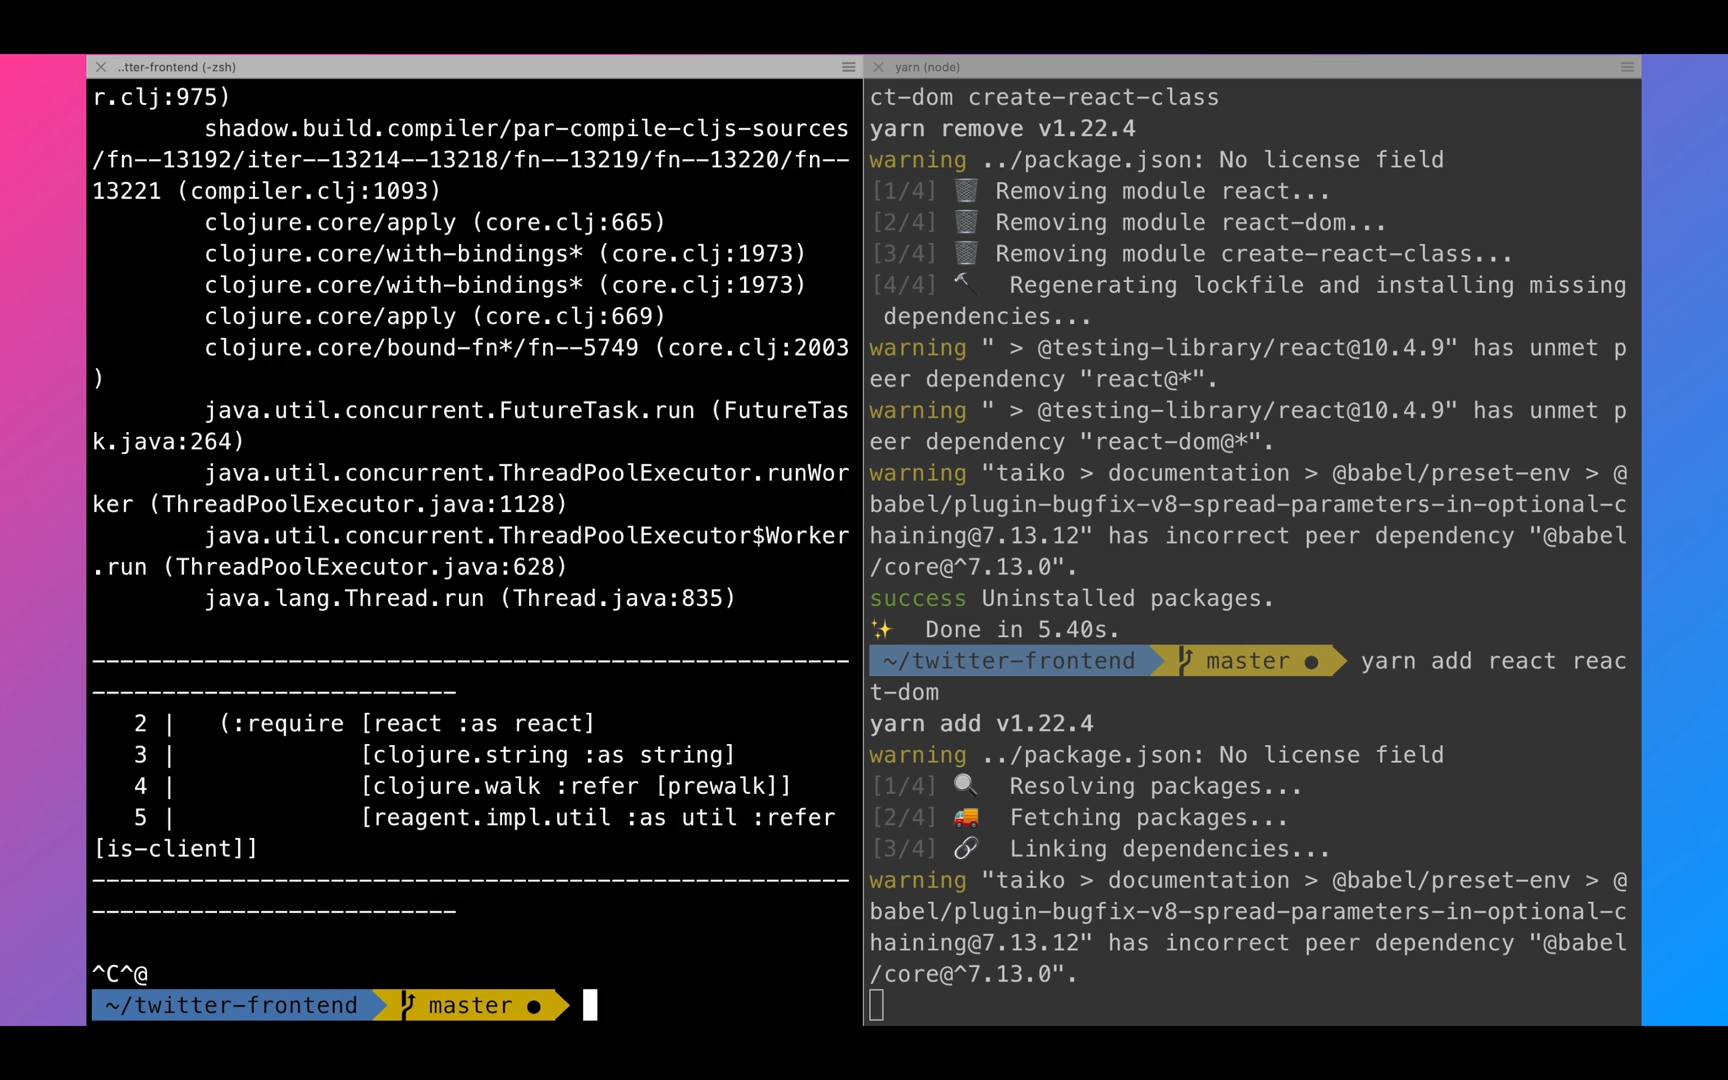 ..tter-frontend (-zsh)
r.clj:975)
shadow.build.compiler/par-compile-cljs-sources
/fn--13192/iter--13214--13218/fn--13219/fn--13220/fn--
13221 (compiler.clj:1093)
clojure.core/apply (core.clj:665)
clojure.core/with-bindings* (core.clj:1973)
clojure.core/with-bindings* (core.clj:1973)
clojure.core/apply (core.clj:669)
clojure.core/bound-fn*/fn--5749 (core.clj:2003
)
java.util.concurrent.FutureTask.run (FutureTas
k.java:264)
java.util.concurrent.ThreadPoolExecutor.runWor
ker (ThreadPoolExecutor.java:1128)
java.util.concurrent.ThreadPoolExecutor$Worker
.run (ThreadPoolExecutor.java:628)
java.lang.Thread.run (Thread.java:835)
------------------------------------------------------
--------------------------
2 | (:require [react :as react]
3 | [clojure.string :as string]
4 | [clojure.walk :refer [prewalk]]
5 | [reagent.impl.util :as util :refer
[is-client]]
------------------------------------------------------
--------------------------
^C^@
~/twitter-frontend master ●
yarn (node)
ct-dom create-react-class
yarn remove v1.22.4
warning ../package.json: No license field
[1/4] 🗑 Removing module react...
[2/4] 🗑 Removing module react-dom...
[3/4] 🗑 Removing module create-react-class...
[4/4] 🔨 Regenerating lockfile and installing missing
dependencies...
warning " > @testing-library/react@10.4.9" has unmet p
eer dependency "react@*".
warning " > @testing-library/react@10.4.9" has unmet p
eer dependency "react-dom@*".
warning "taiko > documentation > @babel/preset-env > @
babel/plugin-bugfix-v8-spread-parameters-in-optional-c
haining@7.13.12" has incorrect peer dependency "@babel
/core@^7.13.0".
success Uninstalled packages.
✨ Done in 5.40s.
~/twitter-frontend master ● yarn add react reac
t-dom
yarn add v1.22.4
warning ../package.json: No license field
[1/4] 🔍 Resolving packages...
[2/4] 🚚 Fetching packages...
[3/4] 🔗 Linking dependencies...
warning "taiko > documentation > @babel/preset-env > @
babel/plugin-bugfix-v8-spread-parameters-in-optional-c
haining@7.13.12" has incorrect peer dependency "@babel
/core@^7.13.0".